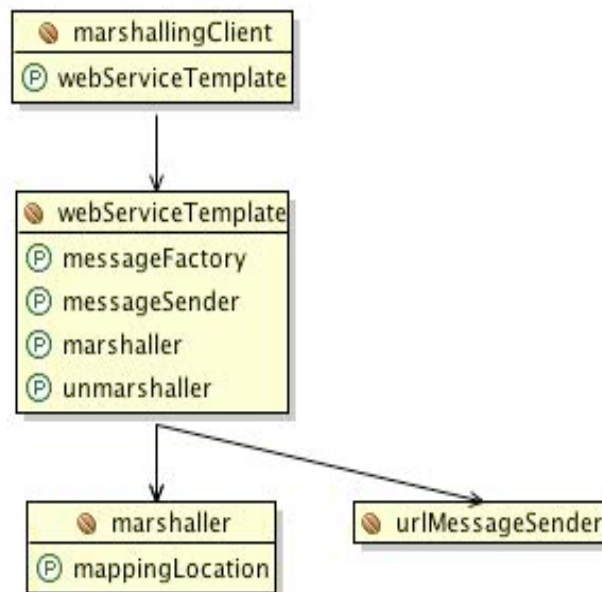 marshallingClient
P webServiceTemplate
webServiceTemplate
P messageFactory
P messageSender
P marshaller
P unmarshaller
marshaller
urlMessageSender
P mappingLocation